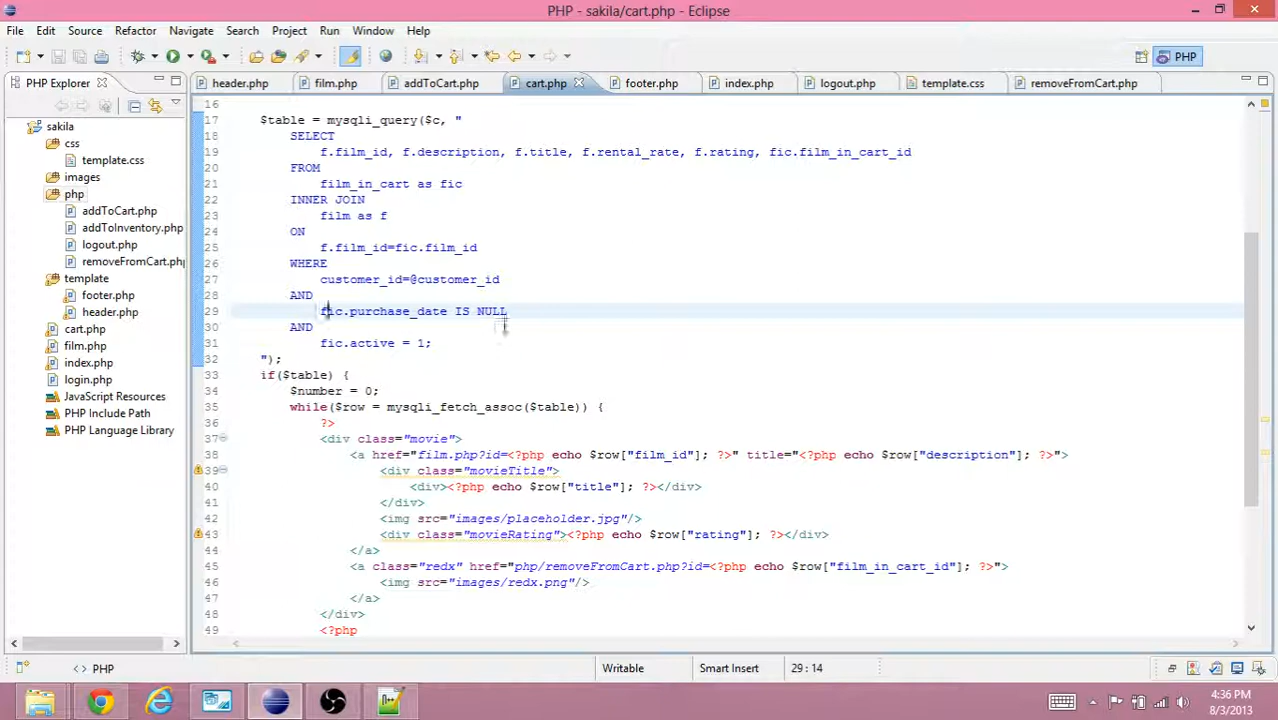 PHP - sakila/cart.php - Eclipse
File Edit Source Refactor Navigate Search Project Run Window Help
PHP
PHP Explorer
header.php film.php addToCart.php cart.php footer.php index.php logout.php template.css removeFromCart.php
sakila
css
template.css
images
php
addToCart.php
addToInventory.php
logout.php
removeFromCart.php
template
footer.php
header.php
cart.php
film.php
index.php
login.php
JavaScript Resources
PHP Include Path
PHP Language Library
16
17 $table = mysqli_query($c, "
18 SELECT
19 f.film_id, f.description, f.title, f.rental_rate, f.rating, fic.film_in_cart_id
20 FROM
21 film_in_cart as fic
22 INNER JOIN
23 film as f
24 ON
25 f.film_id=fic.film_id
26 WHERE
27 customer_id=@customer_id
28 AND
29 fic.purchase_date IS NULL
30 AND
31 fic.active = 1;
32 ");
33 if($table) {
34 $number = 0;
35 while($row = mysqli_fetch_assoc($table)) {
36 ?>
37 <div class="movie">
38 <a href="film.php?id=<?php echo $row["film_id"]; ?>" title="<?php echo $row["description"]; ?>">
39 <div class="movieTitle">
40 <div><?php echo $row["title"]; ?></div>
41 </div>
42 <img src="images/placeholder.jpg"/>
43 <div class="movieRating"><?php echo $row["rating"]; ?></div>
44 </a>
45 <a class="redx" href="php/removeFromCart.php?id=<?php echo $row["film_in_cart_id"]; ?>">
46 <img src="images/redx.png"/>
47 </a>
48 </div>
49 <?php
<> PHP Writable Smart Insert 29 : 14
4:36 PM
8/3/2013